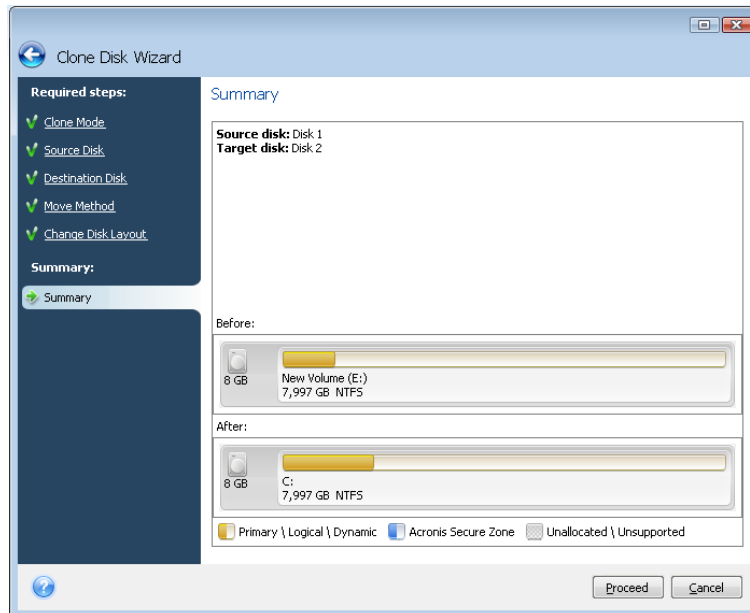 Clone Disk Wizard
Required steps:
Clone Mode
Source Disk
Destination Disk
Move Method
Change Disk Layout
Summary:
Summary
Summary
Source disk: Disk 1
Target disk: Disk 2
Before:
8 GB
New Volume (E:)
7,997 GB NTFS
After:
8 GB
C:
7,997 GB NTFS
Primary \ Logical \ Dynamic Acronis Secure Zone Unallocated \ Unsupported
?
Proceed Cancel